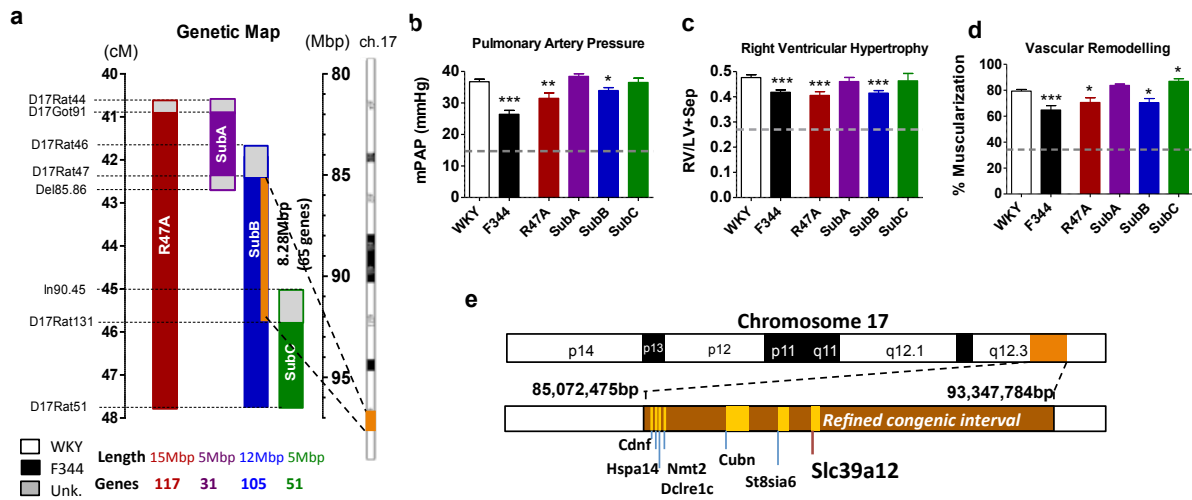 a
Genetic Map
(cM)
(Mbp)
ch.17
40
41
42
43
44
45
46
47
48
D17Rat44
D17Got91
D17Rat46
D17Rat47
Del85.86
In90.45
D17Rat131
D17Rat51
R47A
SubA
SubB
SubC
8.28Mbp
(65 genes)
80
85
90
95
WKY
F344
Unk.
Length 15Mbp 5Mbp 12Mbp 5Mbp
Genes 117 31 105 51
b
Pulmonary Artery Pressure
mPAP (mmHg)
40
30
20
10
0
*** ** *
WKY F344 R47A SubA SubB SubC
c
Right Ventricular Hypertrophy
RV/LV+Sep
0.5
0.4
0.3
0.2
0.1
0.0
*** *** ***
WKY F344 R47A SubA SubB SubC
d
Vascular Remodelling
% Muscularization
100
80
60
40
20
0
*** * * *
WKY F344 R47A SubA SubB SubC
e
Chromosome 17
p14 p13 p12 p11 q11 q12.1 q12.3
85,072,475bp 93,347,784bp
Refined congenic interval
Cdnf
Hspa14
Nmt2
Dclre1c
Cubn
St8sia6
Slc39a12